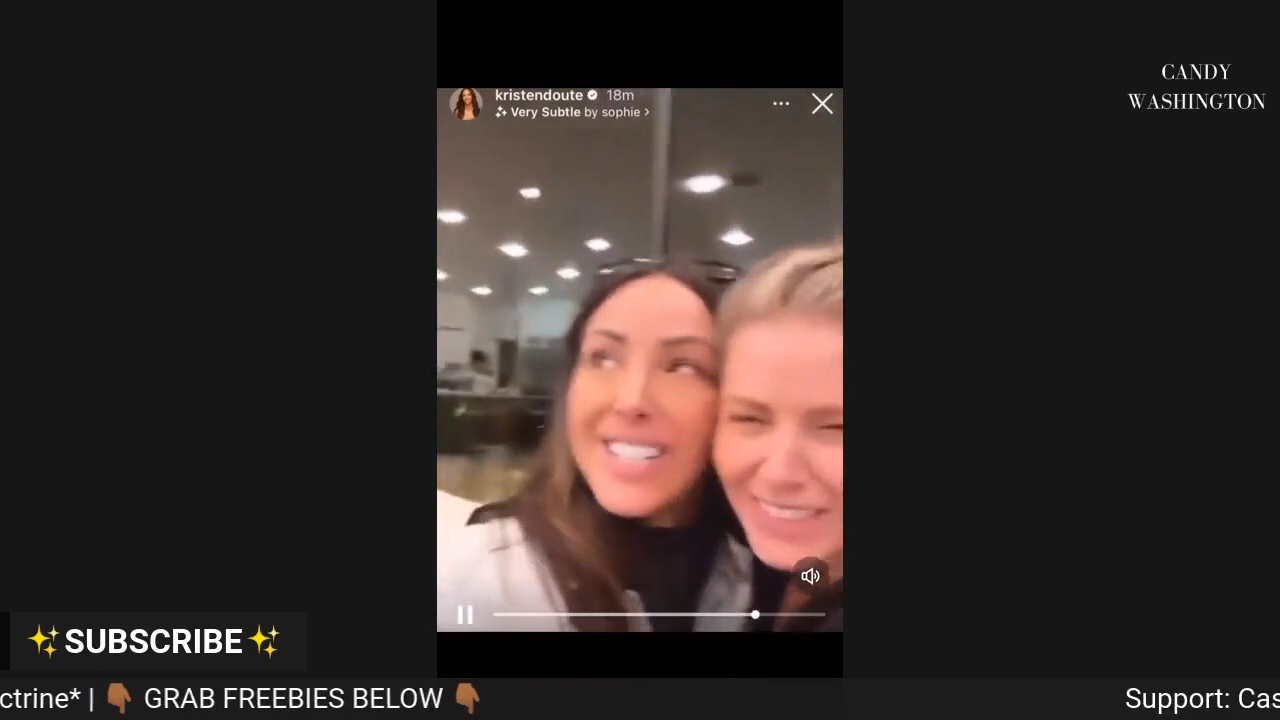 kristendoute 18m
Very Subtle by sophie
CANDY
WASHINGTON
SUBSCRIBE
ctrine* | 👇🏾 GRAB FREEBIES BELOW 👇🏾
Support: Cas